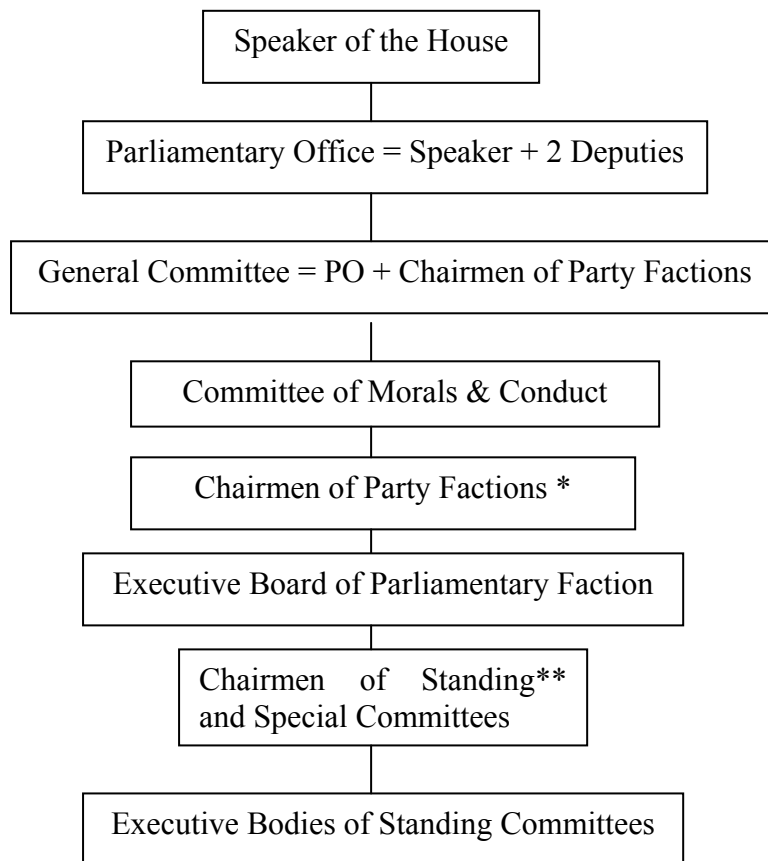 Speaker of the House
Parliamentary Office = Speaker + 2 Deputies
General Committee = PO + Chairmen of Party Factions
Committee of Morals & Conduct
Chairmen of Party Factions *
Executive Board of Parliamentary Faction
Chairmen of Standing**
and Special Committees
Executive Bodies of Standing Committees